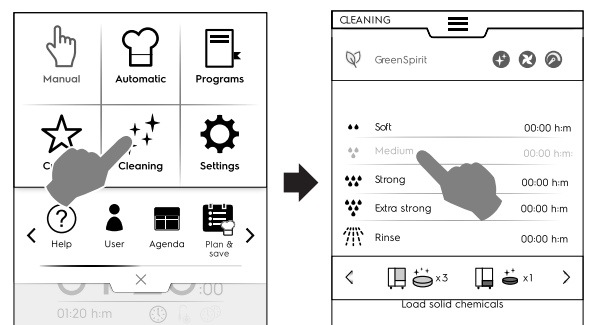 Manual
Automatic
Programs
Cleaning
Settings
Help
User
Agenda
Plan &
save
:00
01:20 h:m
CLEANING
GreenSpirit
Soft 00:00 h:m
Medium 00:00 h:m
Strong 00:00 h:m
Extra strong 00:00 h:m
Rinse 00:00 h:m
x3
x1
Load solid chemicals